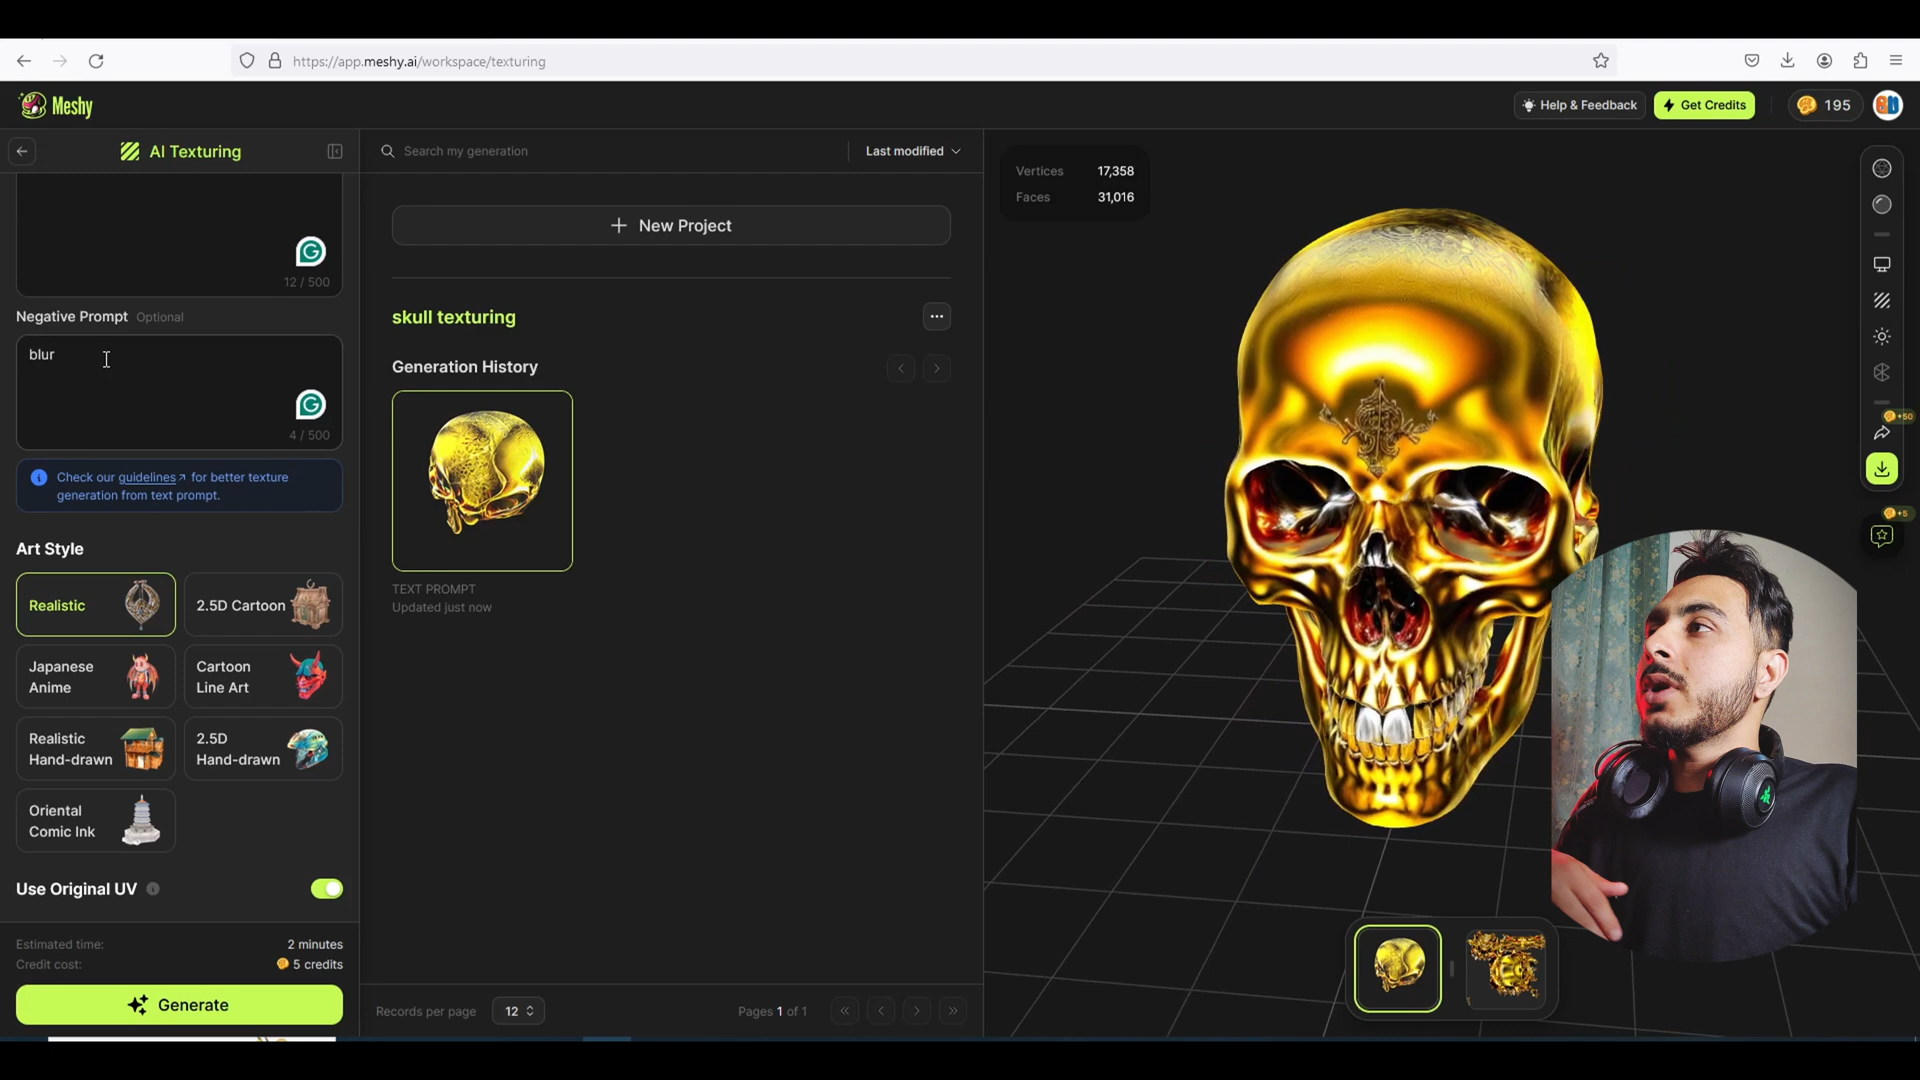 https://app.meshy.ai/workspace/texturing
Meshy
Help & Feedback
Get Credits
195
AI Texturing
Search my generation
Last modified
12 / 500
Negative Prompt Optional
blur
4 / 500
Check our guidelines for better texture
generation from text prompt.
Art Style
Realistic
2.5D Cartoon
Japanese
Anime
Cartoon
Line Art
Realistic
Hand-drawn
2.5D
Hand-drawn
Oriental
Comic Ink
Use Original UV
Estimated time: 2 minutes
Credit cost: 5 credits
Generate
+ New Project
skull texturing
Generation History
TEXT PROMPT
Updated just now
Records per page 12
Pages 1 of 1
Vertices 17,358
Faces 31,016
+50
+5